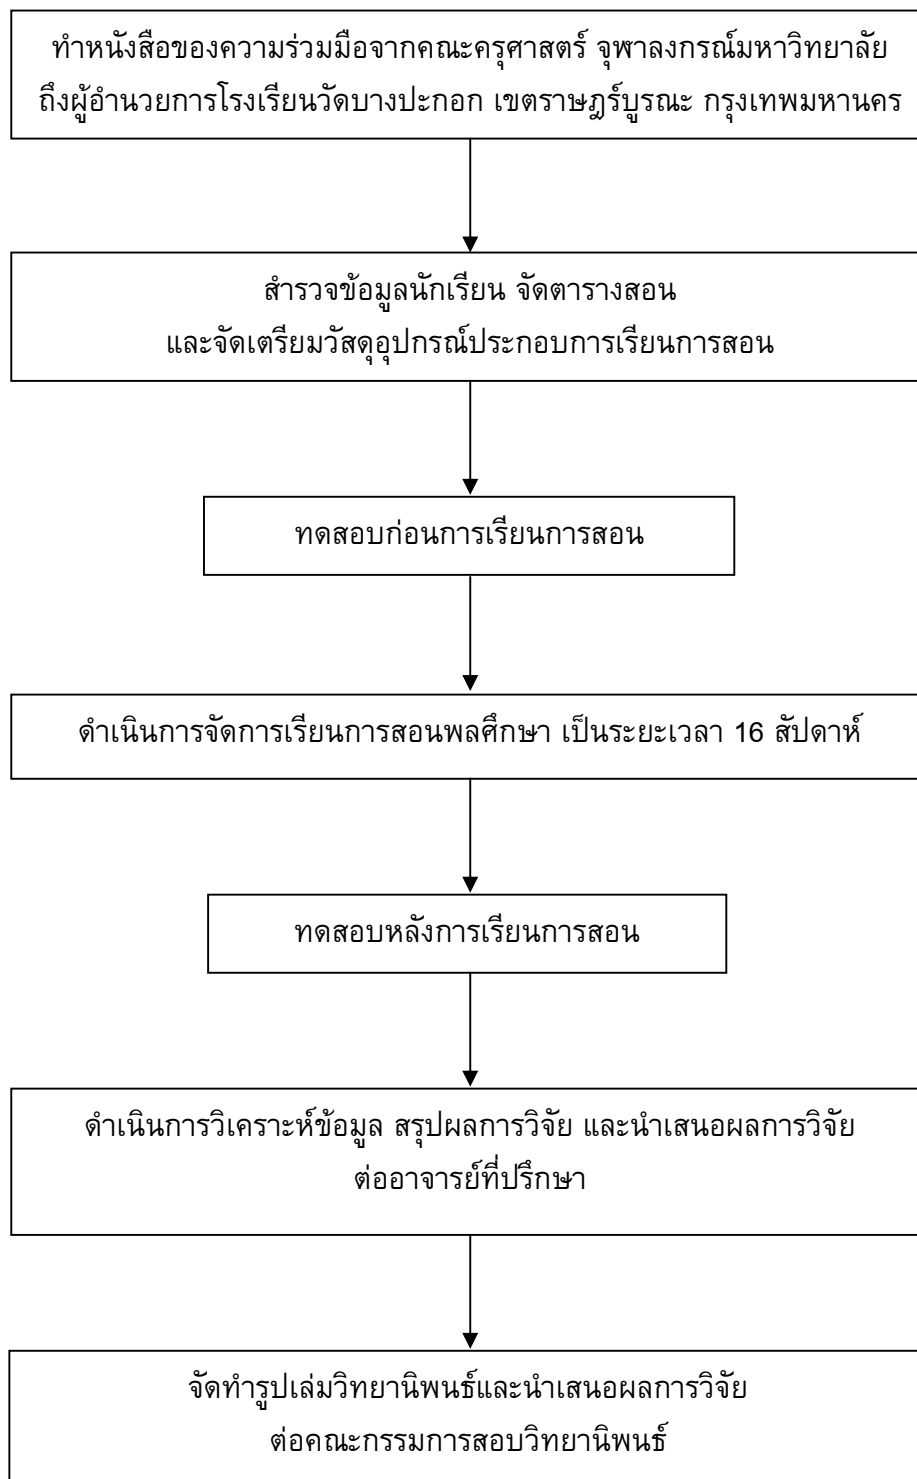 ทำหนังสือของความร่วมมือจากคณะครุศาสตร์ จุฬาลงกรณ์มหาวิทยาลัย
ถึงผู้อำนวยการโรงเรียนวัดบางปะกอก เขตราษฎร์บูรณะ กรุงเทพมหานคร
สำรวจข้อมูลนักเรียน จัดตารางสอน
และจัดเตรียมวัสดุอุปกรณ์ประกอบการเรียนการสอน
ทดสอบก่อนการเรียนการสอน
ดำเนินการจัดการเรียนการสอนพลศึกษา เป็นระยะเวลา 16 สัปดาห์
ทดสอบหลังการเรียนการสอน
ดำเนินการวิเคราะห์ข้อมูล สรุปผลการวิจัย และนำเสนอผลการวิจัย
ต่ออาจารย์ที่ปรึกษา
จัดทำรูปเล่มวิทยานิพนธ์และนำเสนอผลการวิจัย
ต่อคณะกรรมการสอบวิทยานิพนธ์